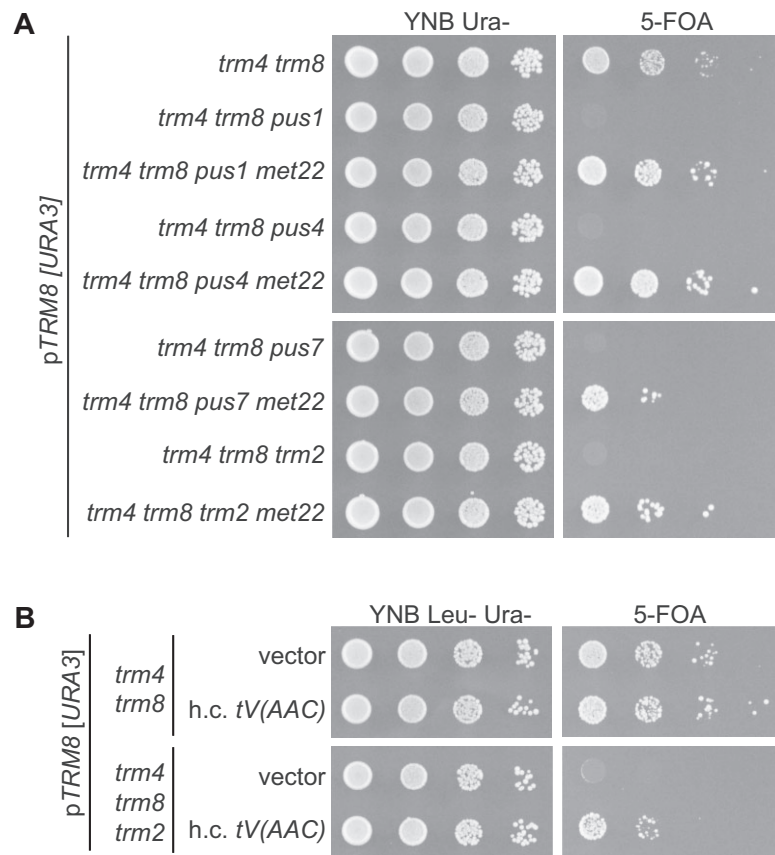 A
YNB Ura- 5-FOA
pTRM8 [URA3]
trm4 trm8
trm4 trm8 pus1
trm4 trm8 pus1 met22
trm4 trm8 pus4
trm4 trm8 pus4 met22
trm4 trm8 pus7
trm4 trm8 pus7 met22
trm4 trm8 trm2
trm4 trm8 trm2 met22
B
YNB Leu- Ura- 5-FOA
pTRM8 [URA3]
trm4
trm8
vector
h.c. tV(AAC)
trm4
trm8
trm2
vector
h.c. tV(AAC)